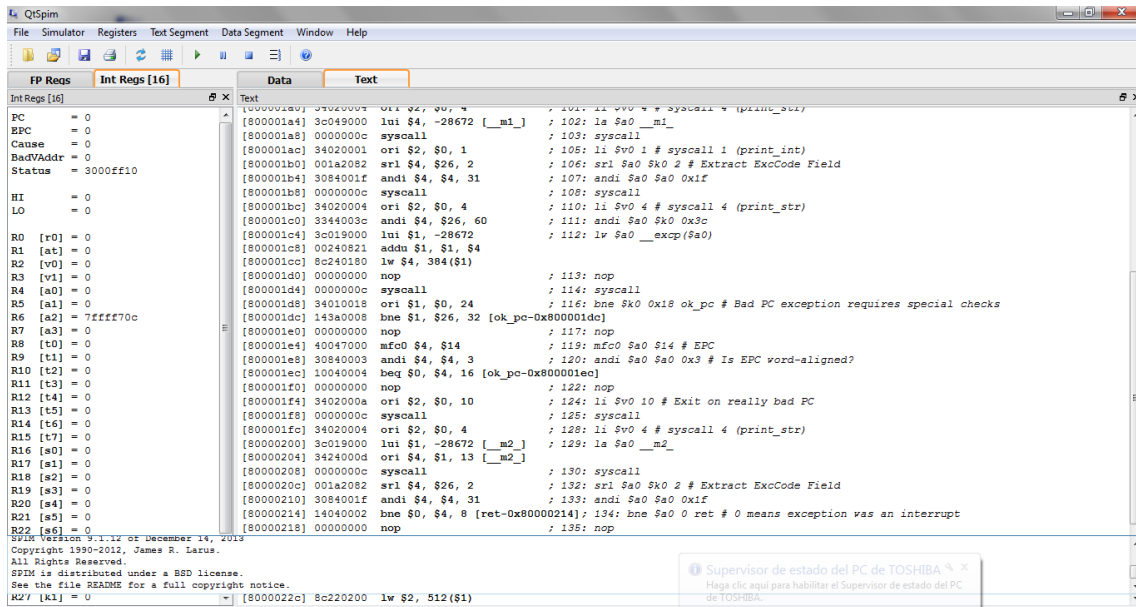 QtSpim
File Simulator Registers Text Segment Data Segment Window Help
FP Regs Int Regs [16] Data Text
Int Regs [16] Text
PC = 0
EPC = 0
Cause = 0
BadVAddr = 0
Status = 3000ff10
HI = 0
LO = 0
R0 [r0] = 0
R1 [at] = 0
R2 [v0] = 0
R3 [v1] = 0
R4 [a0] = 0
R5 [a1] = 0
R6 [a2] = 7ffff70c
R7 [a3] = 0
R8 [t0] = 0
R9 [t1] = 0
R10 [t2] = 0
R11 [t3] = 0
R12 [t4] = 0
R13 [t5] = 0
R14 [t6] = 0
R15 [t7] = 0
R16 [s0] = 0
R17 [s1] = 0
R18 [s2] = 0
R19 [s3] = 0
R20 [s4] = 0
R21 [s5] = 0
R22 [s6] = 0
[800001a0] 34020004 ori $2, $0, 4 ; 101: li $v0 4 # syscall 4 (print_str)
[800001a4] 3c049000 lui $4, -28672 [__m1_] ; 102: la $a0 __m1_
[800001a8] 0000000c syscall ; 103: syscall
[800001ac] 34020001 ori $2, $0, 1 ; 105: li $v0 1 # syscall 1 (print_int)
[800001b0] 001a2082 srl $4, $26, 2 ; 106: srl $a0 $k0 2 # Extract ExcCode Field
[800001b4] 3084001f andi $4, $4, 31 ; 107: andi $a0 $a0 0x1f
[800001b8] 0000000c syscall ; 108: syscall
[800001bc] 34020004 ori $2, $0, 4 ; 110: li $v0 4 # syscall 4 (print_str)
[800001c0] 3344003c andi $4, $26, 60 ; 111: andi $a0 $k0 0x3c
[800001c4] 3c019000 lui $1, -28672 ; 112: lw $a0 __excp($a0)
[800001c8] 00240821 addu $1, $1, $4
[800001cc] 8c240180 lw $4, 384($1)
[800001d0] 00000000 nop ; 113: nop
[800001d4] 0000000c syscall ; 114: syscall
[800001d8] 34010018 ori $1, $0, 24 ; 116: bne $k0 0x18 ok_pc # Bad PC exception requires special checks
[800001dc] 143a0008 bne $1, $26, 32 [ok_pc-0x800001dc]
[800001e0] 00000000 nop ; 117: nop
[800001e4] 40047000 mfc0 $4, $14 ; 119: mfc0 $a0 $14 # EPC
[800001e8] 30840003 andi $4, $4, 3 ; 120: andi $a0 $a0 0x3 # Is EPC word-aligned?
[800001ec] 10040004 beq $0, $4, 16 [ok_pc-0x800001ec]
[800001f0] 00000000 nop ; 122: nop
[800001f4] 3402000a ori $2, $0, 10 ; 124: li $v0 10 # Exit on really bad PC
[800001f8] 0000000c syscall ; 125: syscall
[800001fc] 34020004 ori $2, $0, 4 ; 128: li $v0 4 # syscall 4 (print_str)
[80000200] 3c019000 lui $1, -28672 [__m2_] ; 129: la $a0 __m2_
[80000204] 3424000d ori $4, $1, 13 [__m2_]
[80000208] 0000000c syscall ; 130: syscall
[8000020c] 001a2082 srl $4, $26, 2 ; 132: srl $a0 $k0 2 # Extract ExcCode Field
[80000210] 3084001f andi $4, $4, 31 ; 133: andi $a0 $a0 0x1f
[80000214] 14040002 bne $0, $4, 8 [ret-0x80000214]; 134: bne $a0 0 ret # 0 means exception was an interrupt
[80000218] 00000000 nop ; 135: nop
SPIM Version 9.1.12 of December 14, 2013
Copyright 1990-2012, James R. Larus.
All Rights Reserved.
SPIM is distributed under a BSD license.
See the file README for a full copyright notice.
R27 [k1] = 0 [8000022c] 8c220200 lw $2, 512($1)
Supervisor de estado del PC de TOSHIBA
Haga clic aquí para habilitar el Supervisor de estado del PC
de TOSHIBA.